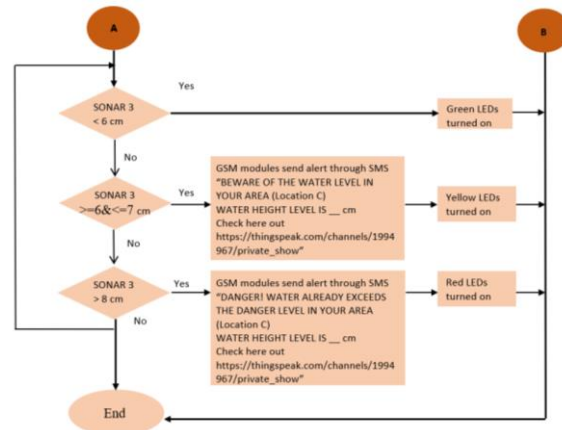 A
B
Yes
SONAR 3
< 6 cm
Green LEDs
turned on
No
SONAR 3
>=6&<=7 cm
Yes
GSM modules send alert through SMS
“BEWARE OF THE WATER LEVEL IN
YOUR AREA (Location C)
WATER HEIGHT LEVEL IS __ cm
Check here out
https://thingspeak.com/channels/1994
967/private_show”
Yellow LEDs
turned on
No
SONAR 3
> 8 cm
Yes
GSM modules send alert through SMS
“DANGER! WATER ALREADY EXCEEDS
THE DANGER LEVEL IN YOUR AREA
(Location C)
WATER HEIGHT LEVEL IS __ cm
Check here out
https://thingspeak.com/channels/1994
967/private_show”
Red LEDs
turned on
No
End